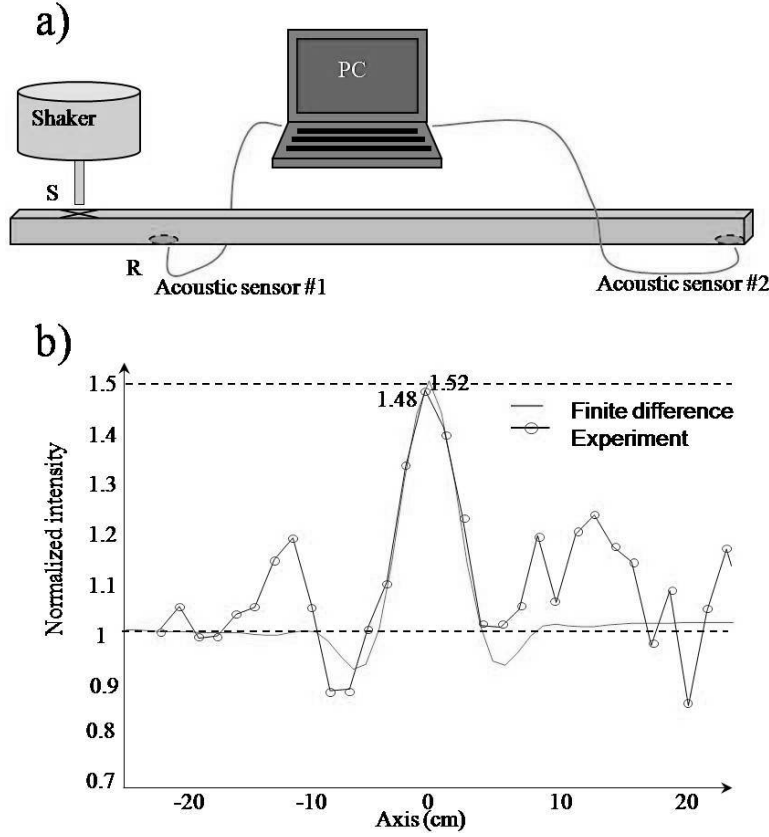 a)
PC
Shaker
S
R
Acoustic sensor #1
Acoustic sensor #2
b)
1.5
1.4
1.3
1.2
1.1
1
0.9
0.8
0.7
Normalized intensity
1.52
1.48
Finite difference
Experiment
-20
-10
0
10
20
Axis (cm)